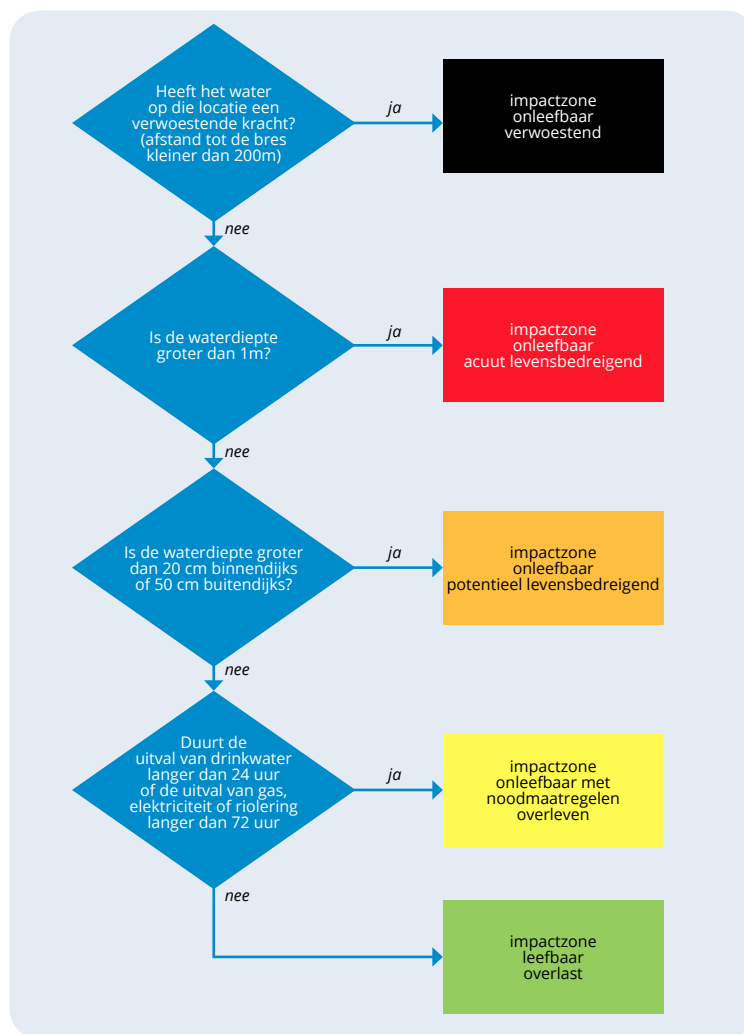 Heeft het water
op die locatie een
verwoestende kracht?
(afstand tot de bres
kleiner dan 200m)
ja
impactzone
onleefbaar
verwoestend
nee
Is de waterdiepte
groter dan 1m?
ja
impactzone
onleefbaar
acuut levensbedreigend
nee
Is de waterdiepte groter
dan 20 cm binnendijks
of 50 cm buitendijks?
ja
impactzone
onleefbaar
potentieel levensbedreigend
nee
Duurt de
uitval van drinkwater
langer dan 24 uur
of de uitval van gas,
elektriciteit of riolering
langer dan 72 uur
ja
impactzone
onleefbaar met
noodmaatregelen
overleven
nee
impactzone
leefbaar
overlast